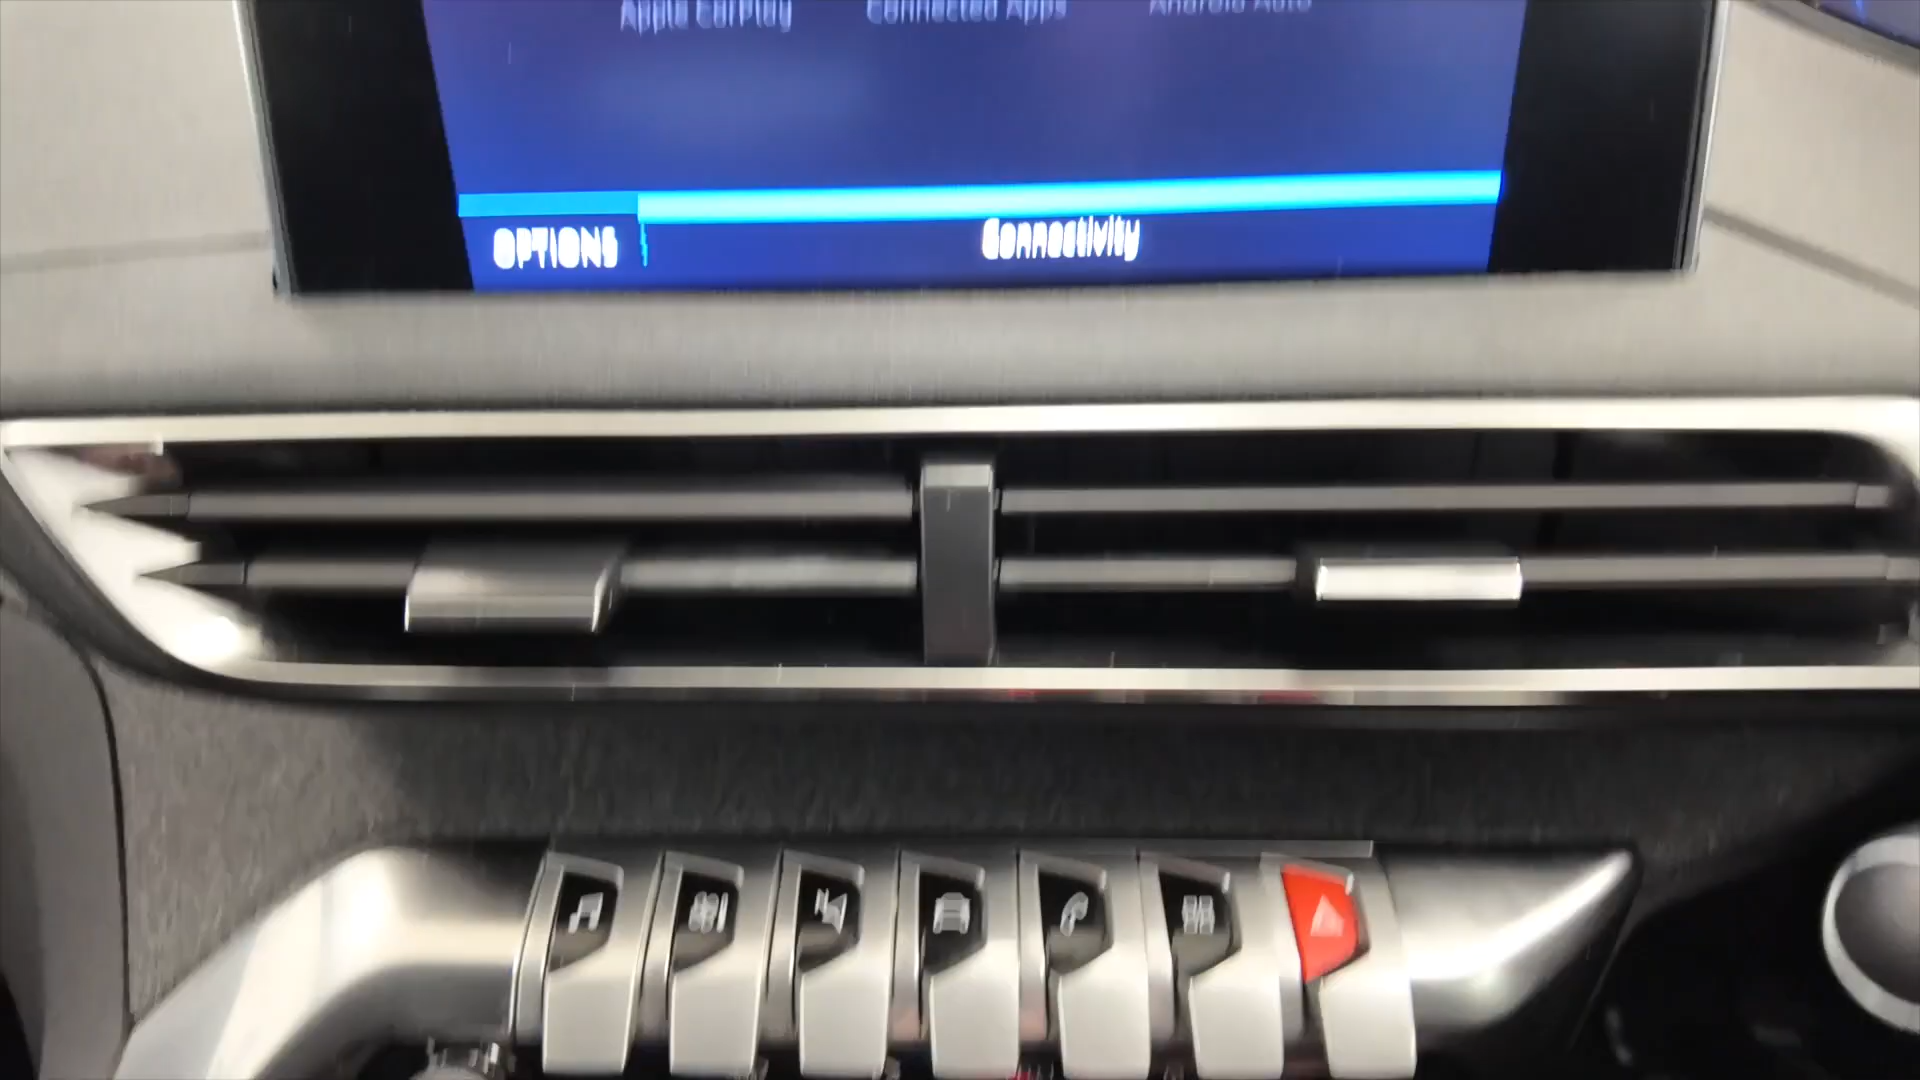 Apple CarPlay
Connected Apps
Android Auto
OPTIONS
Connectivity